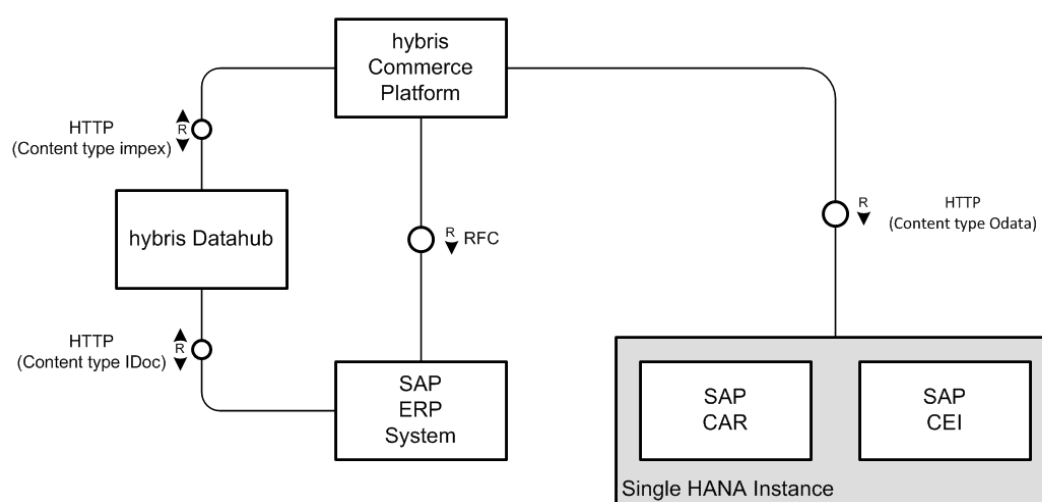 hybris
Commerce
Platform
HTTP
(Content type impex)
R
hybris Datahub
R
RFC
R
HTTP
(Content type Odata)
HTTP
(Content type IDoc)
R
SAP
ERP
System
SAP
CAR
SAP
CEI
Single HANA Instance